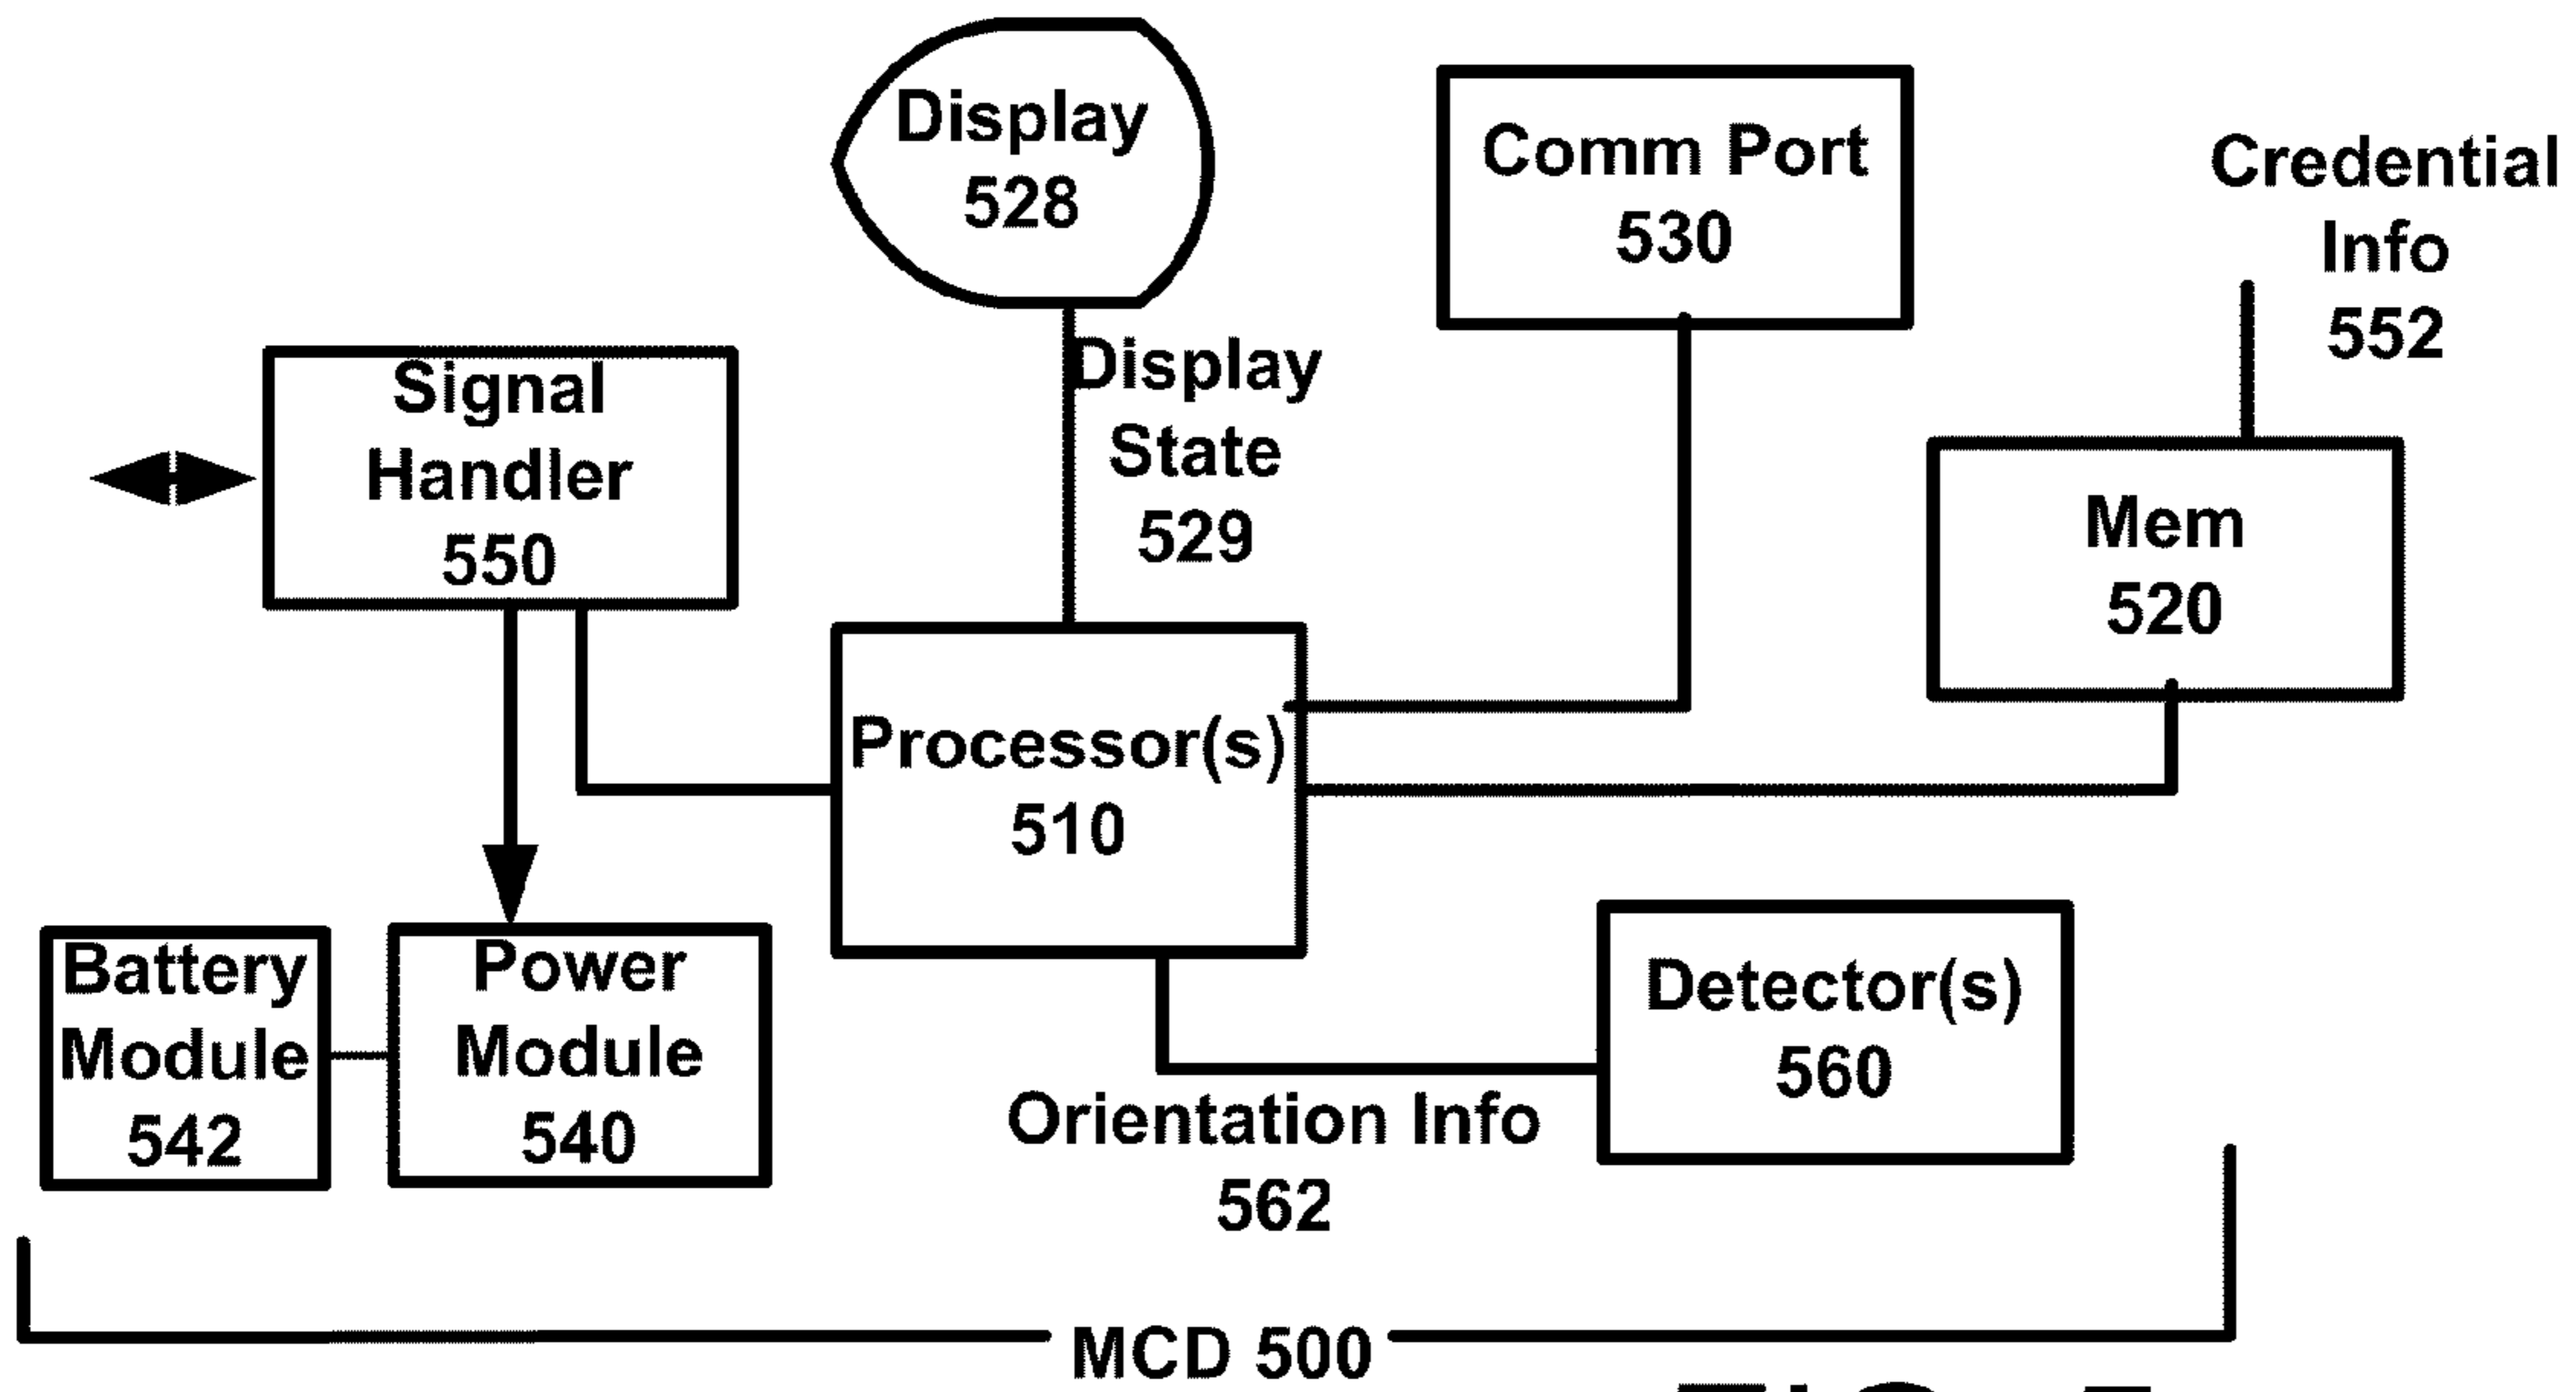 Display
528
Comm Port
530
Credential
Info
552
Signal
Handler
550
Display
State
529
Mem
520
Processor(s)
510
Battery
Module
542
Power
Module
540
Detector(s)
560
Orientation Info
562
MCD 500